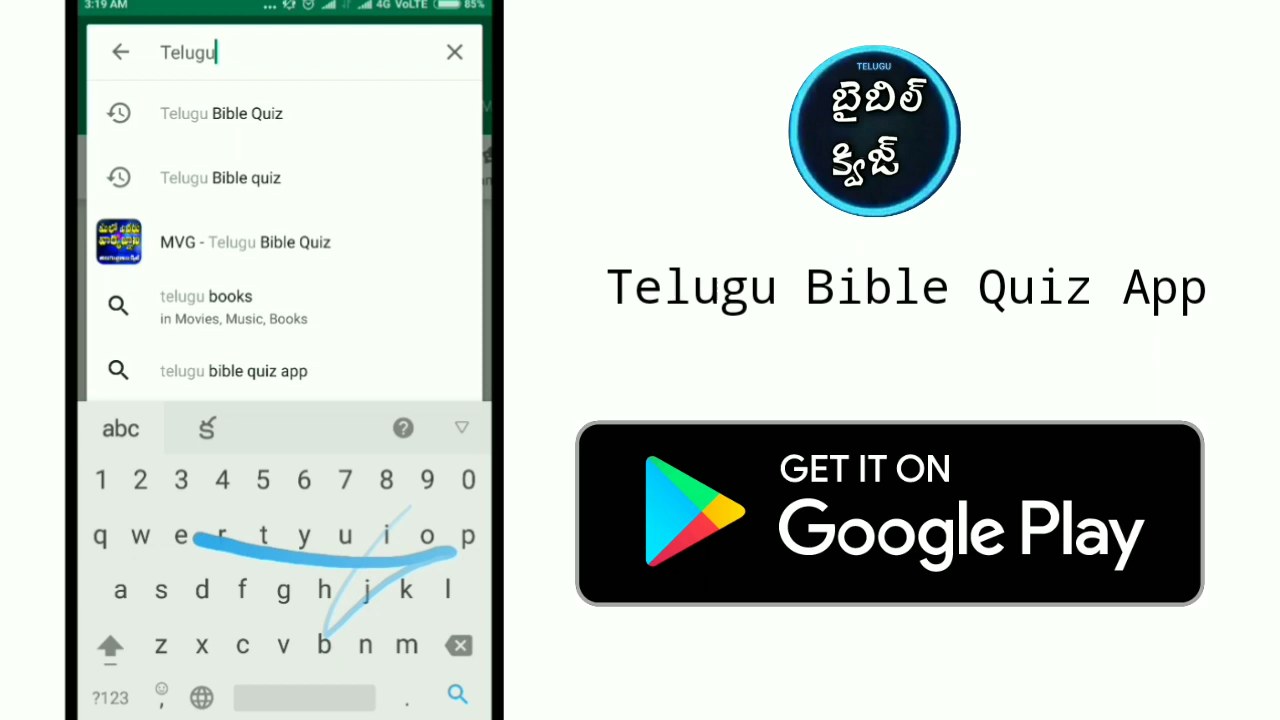 3:19 AM
4G VoLTE 85%
Telugu
Telugu Bible Quiz
Telugu Bible quiz
MVG - Telugu Bible Quiz
telugu books
in Movies, Music, Books
telugu bible quiz app
abc క ?
1 2 3 4 5 6 7 8 9 0
q w e r t y u i o p
a s d f g h j k l
z x c v b n m
?123 , .
TELUGU
బైబిల్
క్విజ్
Telugu Bible Quiz App
GET IT ON
Google Play